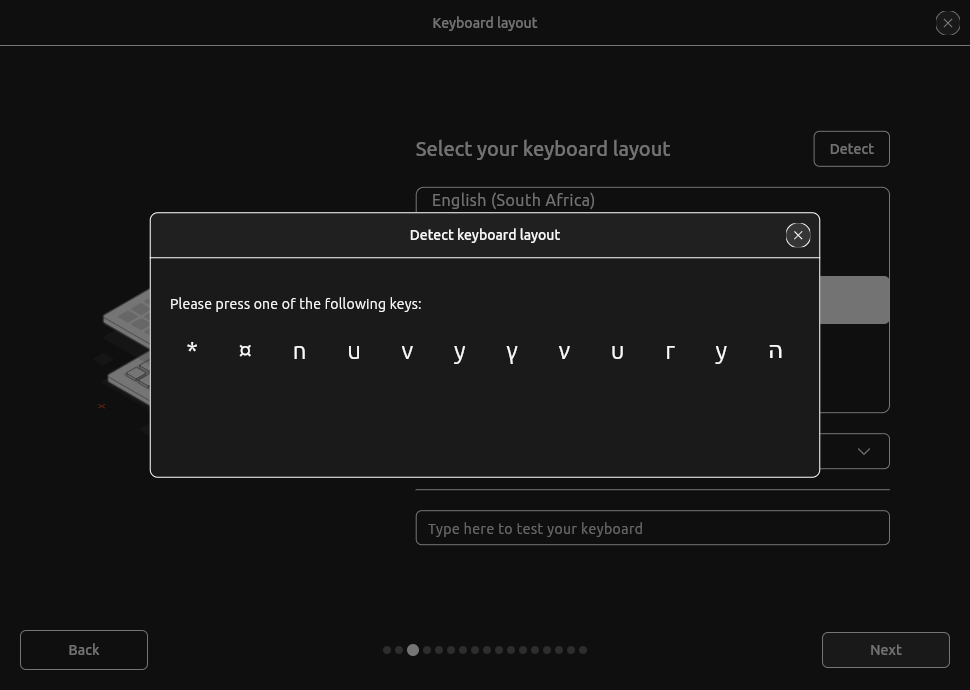 Keyboard layout
Select your keyboard layout
Detect
English (South Africa)
Detect keyboard layout
Please press one of the following keys:
* ¤ ո ս ν у γ v u г y ה
Type here to test your keyboard
Back
Next